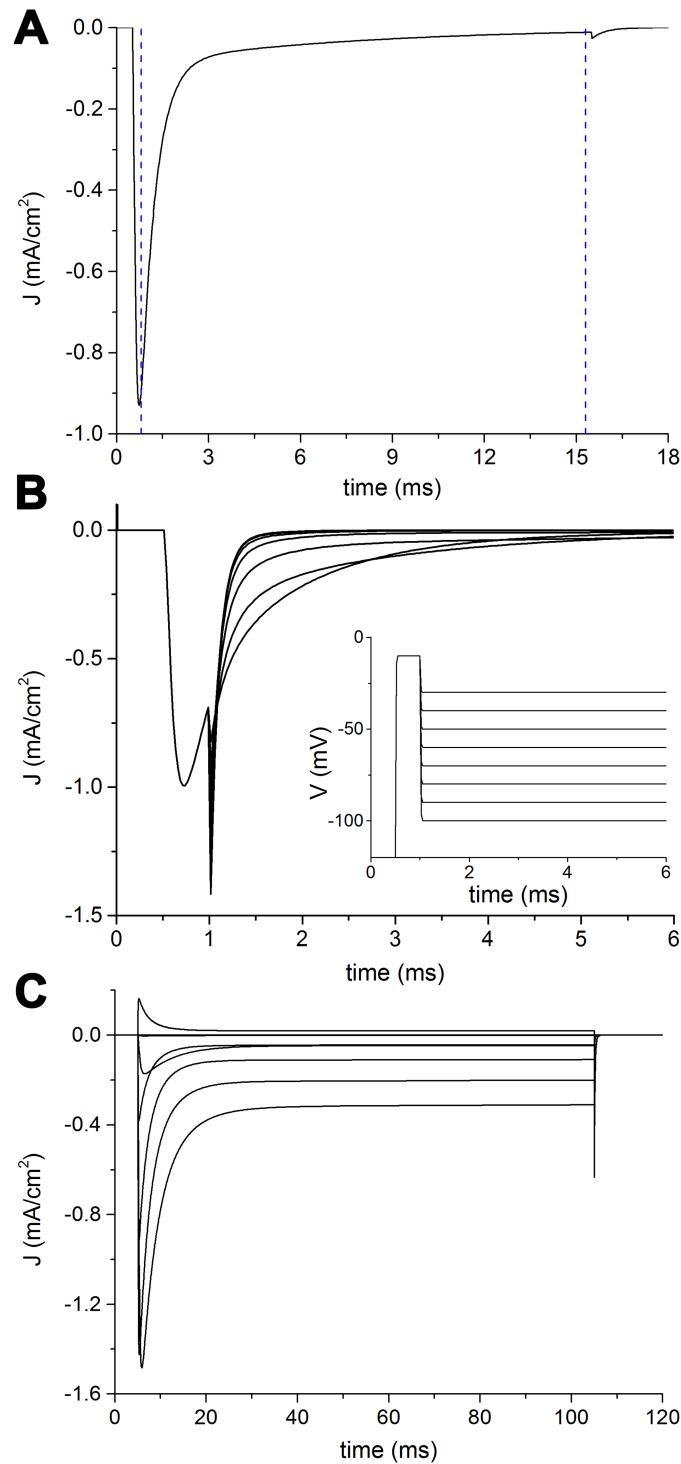 A
0.0
-0.2
-0.4
-0.6
-0.8
-1.0
J (mA/cm2)
0 3 6 9 12 15 18
time (ms)
B
0.0
-0.5
-1.0
-1.5
J (mA/cm2)
0 1 2 3 4 5 6
time (ms)
0
-50
-100
V (mV)
0 2 4 6
time (ms)
C
0.0
-0.4
-0.8
-1.2
-1.6
J (mA/cm2)
0 20 40 60 80 100 120
time (ms)